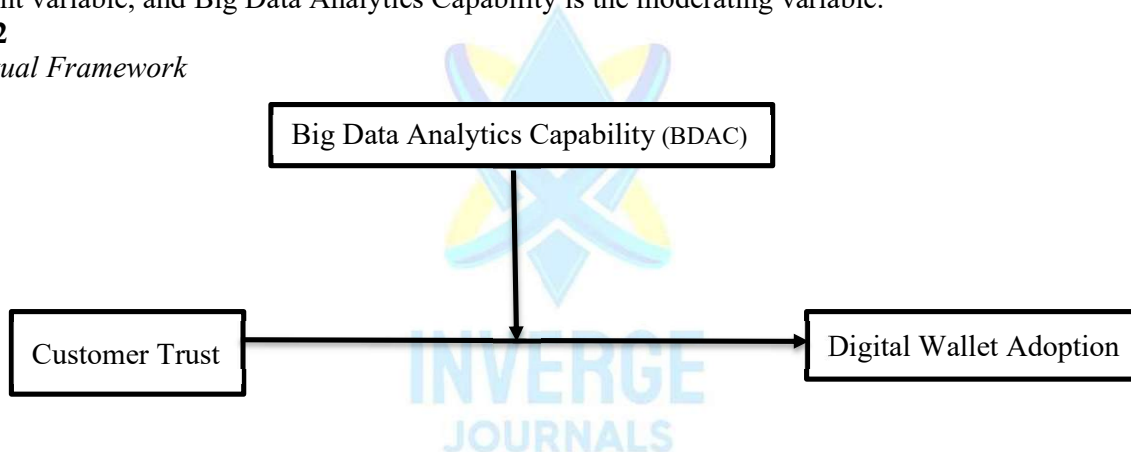 nt variable, and Big Data Analytics Capability is the moderating variable.
2
tual Framework
Big Data Analytics Capability (BDAC)
Customer Trust
Digital Wallet Adoption
INVERGE
JOURNALS